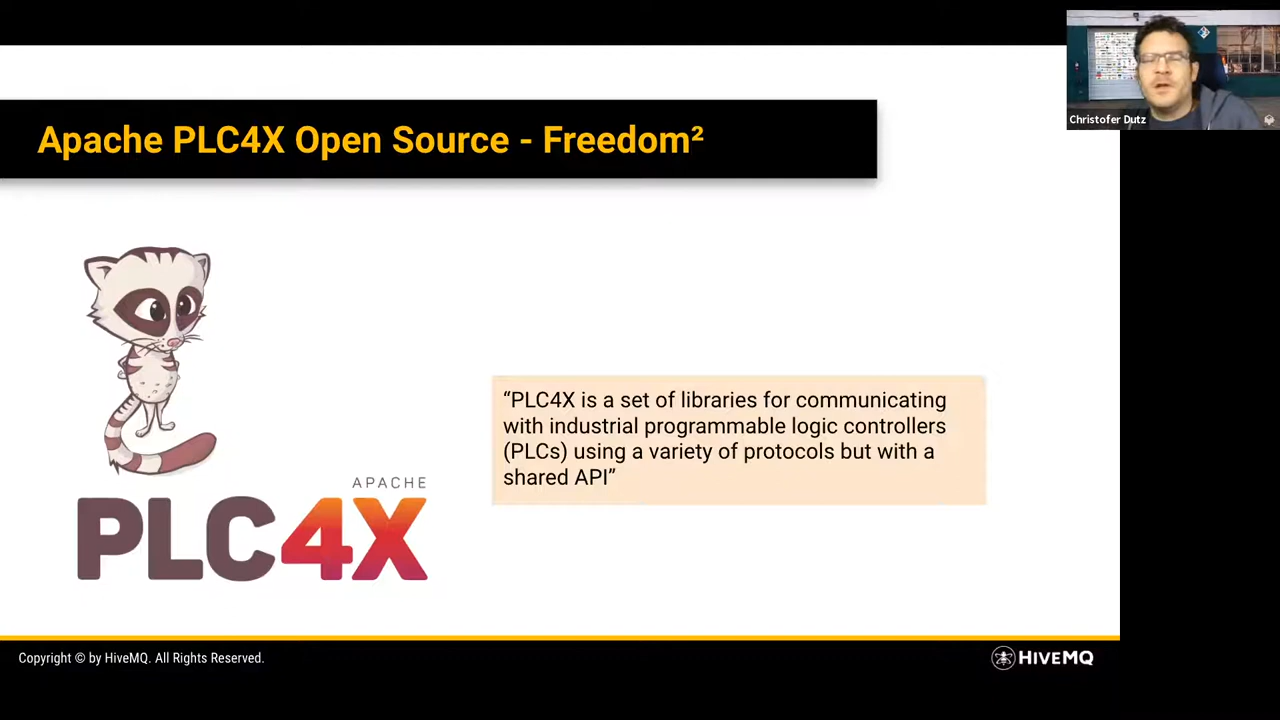 Christofer Dutz
Apache PLC4X Open Source - Freedom²
“PLC4X is a set of libraries for communicating
with industrial programmable logic controllers
(PLCs) using a variety of protocols but with a
shared API”
APACHE
PLC4X
Copyright © by HiveMQ. All Rights Reserved.
HIVEMQ